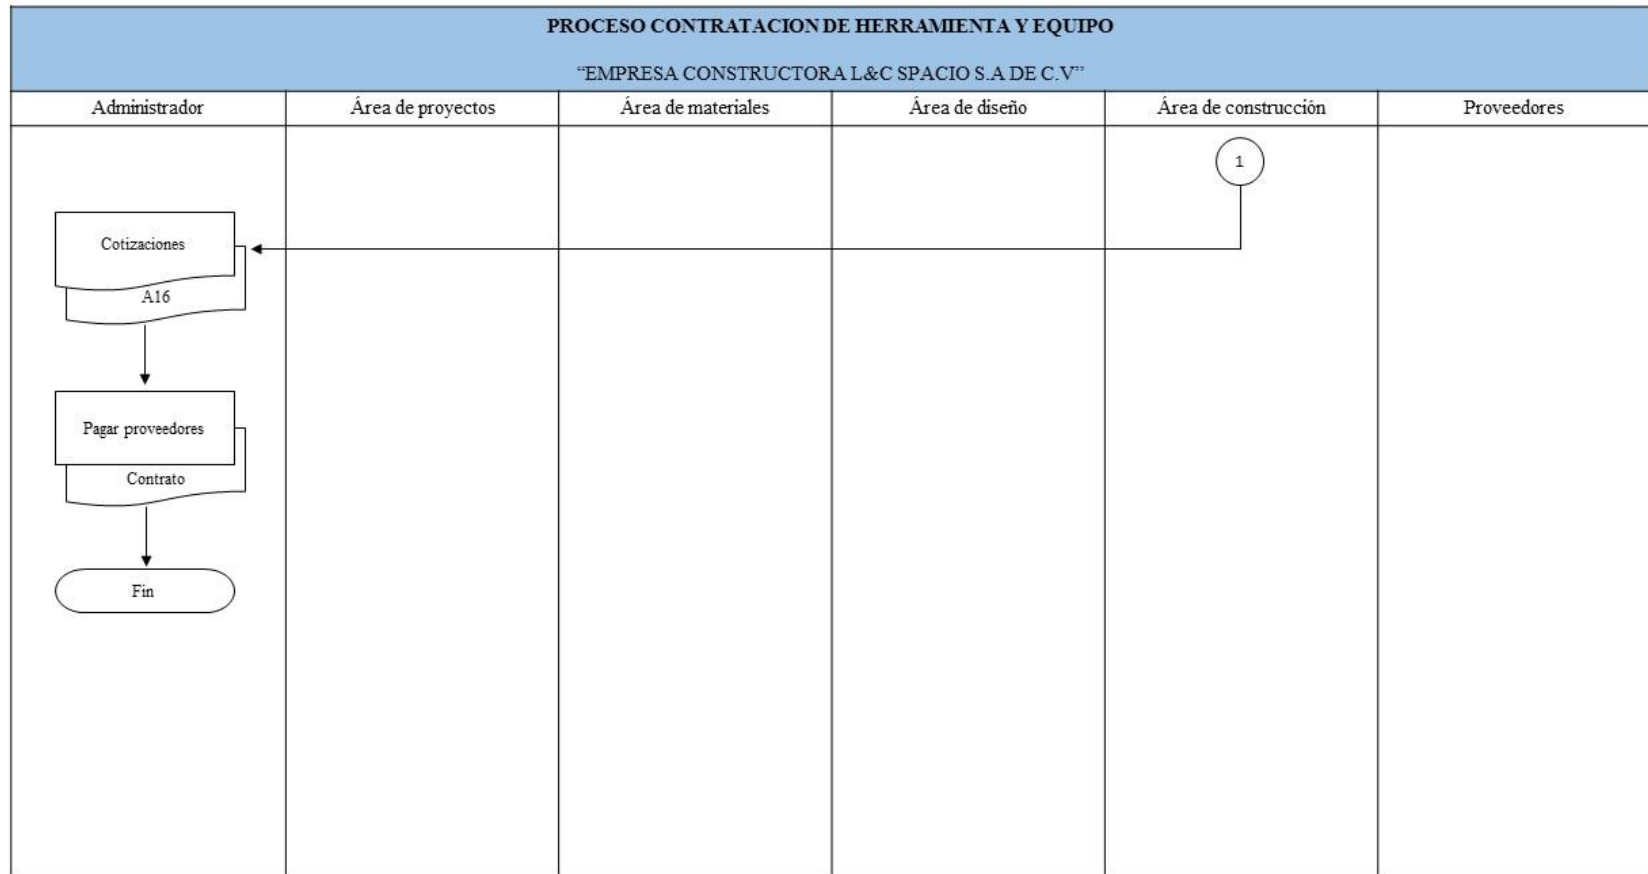 PROCESO CONTRATACION DE HERRAMIENTA Y EQUIPO
“EMPRESA CONSTRUCTORA L&C SPACIO S.A DE C.V”
Administrador
Área de proyectos
Área de materiales
Área de diseño
Área de construcción
Proveedores
1
Cotizaciones
A16
Pagar proveedores
Contrato
Fin